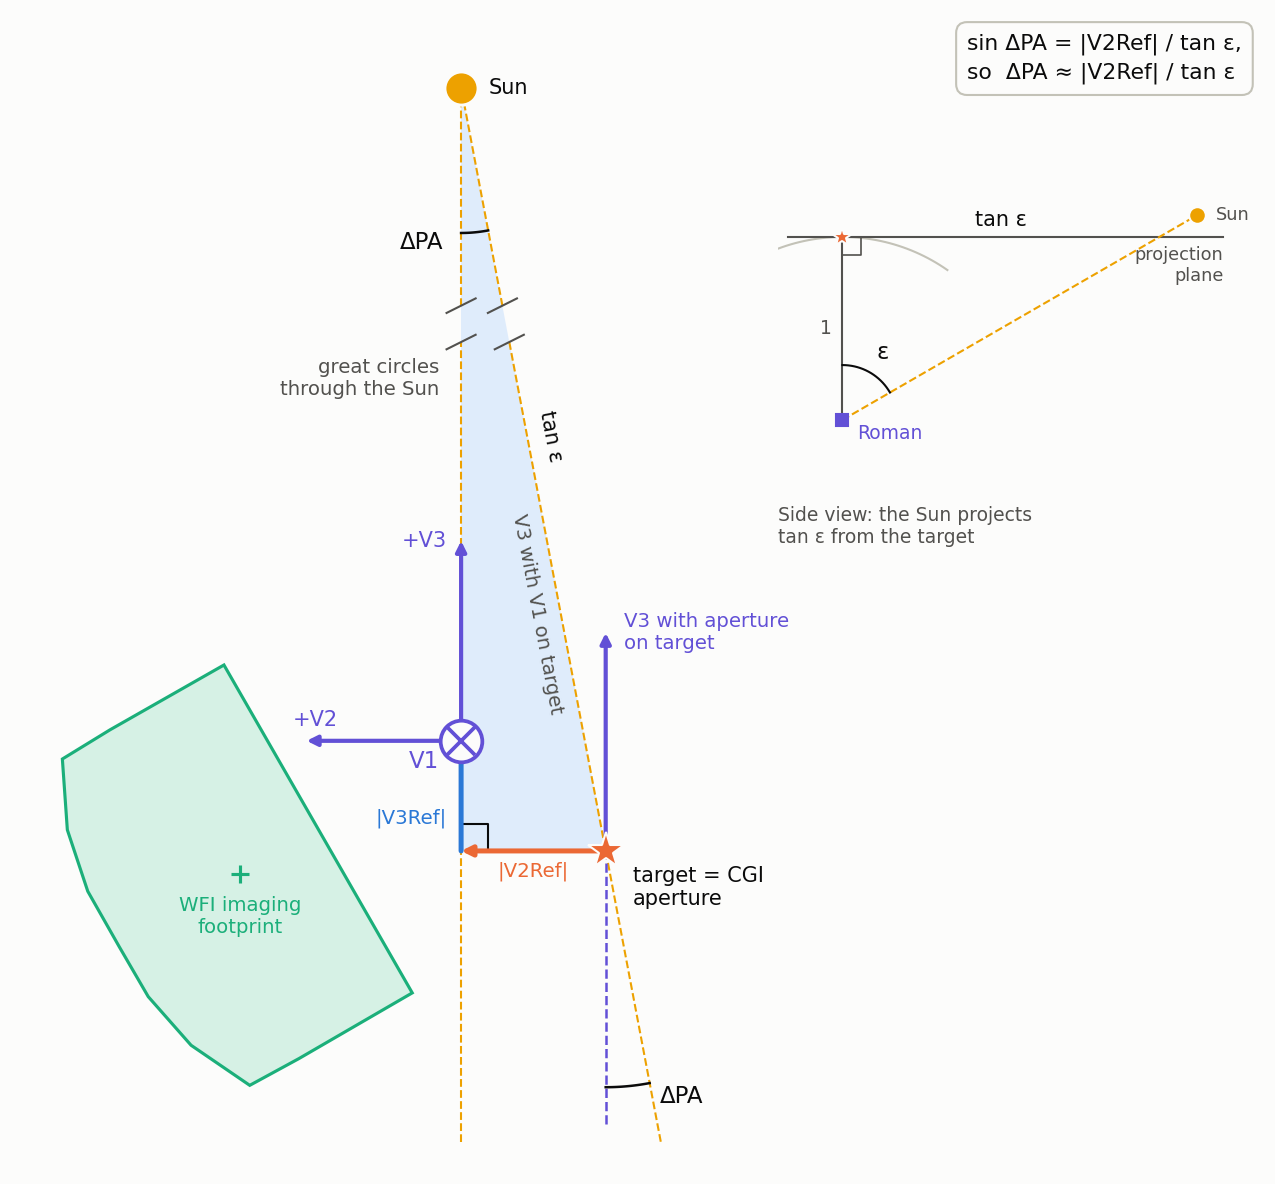 sin ΔPA = |V2Ref| / tan ε,
so  ΔPA ≈ |V2Ref| / tan ε
Sun
ΔPA
great circles
through the Sun
tan ε
V3 with V1 on target
+V3
V3 with aperture
on target
+V2
V1
|V3Ref|
|V2Ref|
target = CGI
aperture
WFI imaging
footprint
ΔPA
tan ε
Sun
projection
plane
1
ε
Roman
Side view: the Sun projects
tan ε from the target